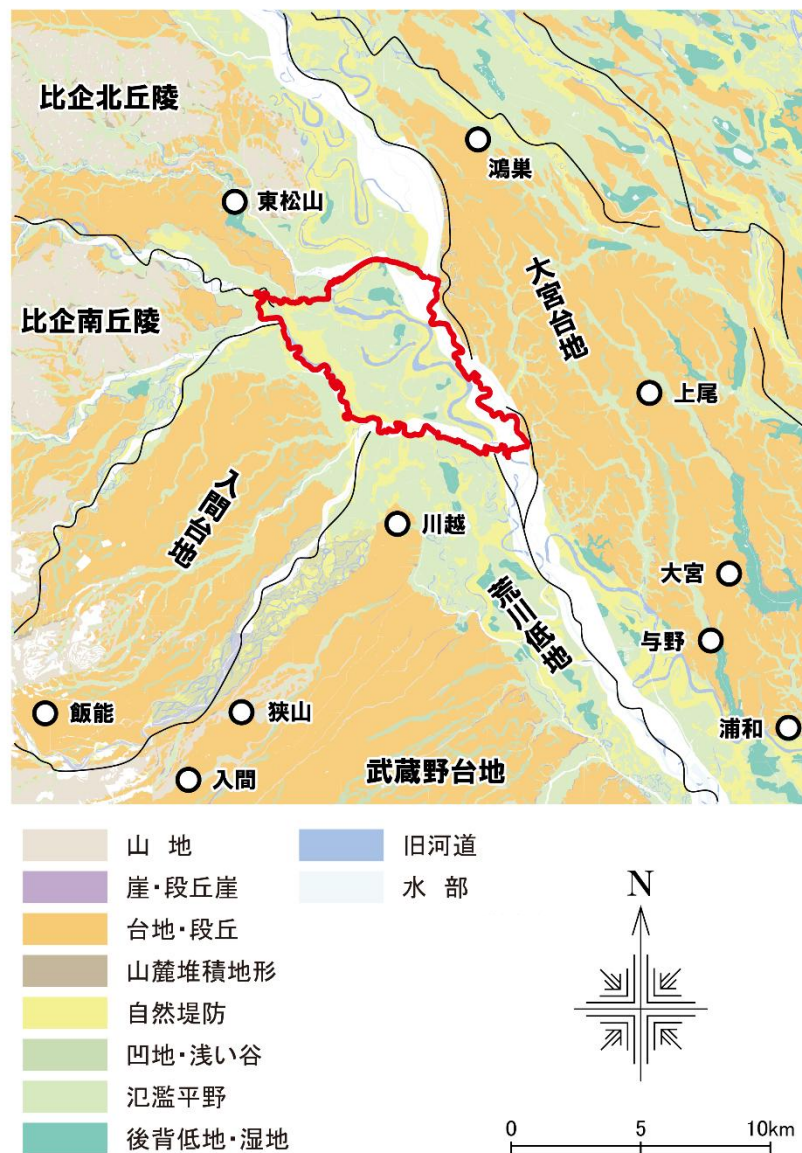 比企北丘陵
鴻巣
東松山
大宮台地
比企南丘陵
上尾
入間台地
川越
大宮
荒川低地
与野
飯能
狭山
浦和
武蔵野台地
入間
山 地
旧河道
崖・段丘崖
水 部
台地・段丘
山麓堆積地形
自然堤防
凹地・浅い谷
氾濫平野
後背低地・湿地
N
0 5 10km